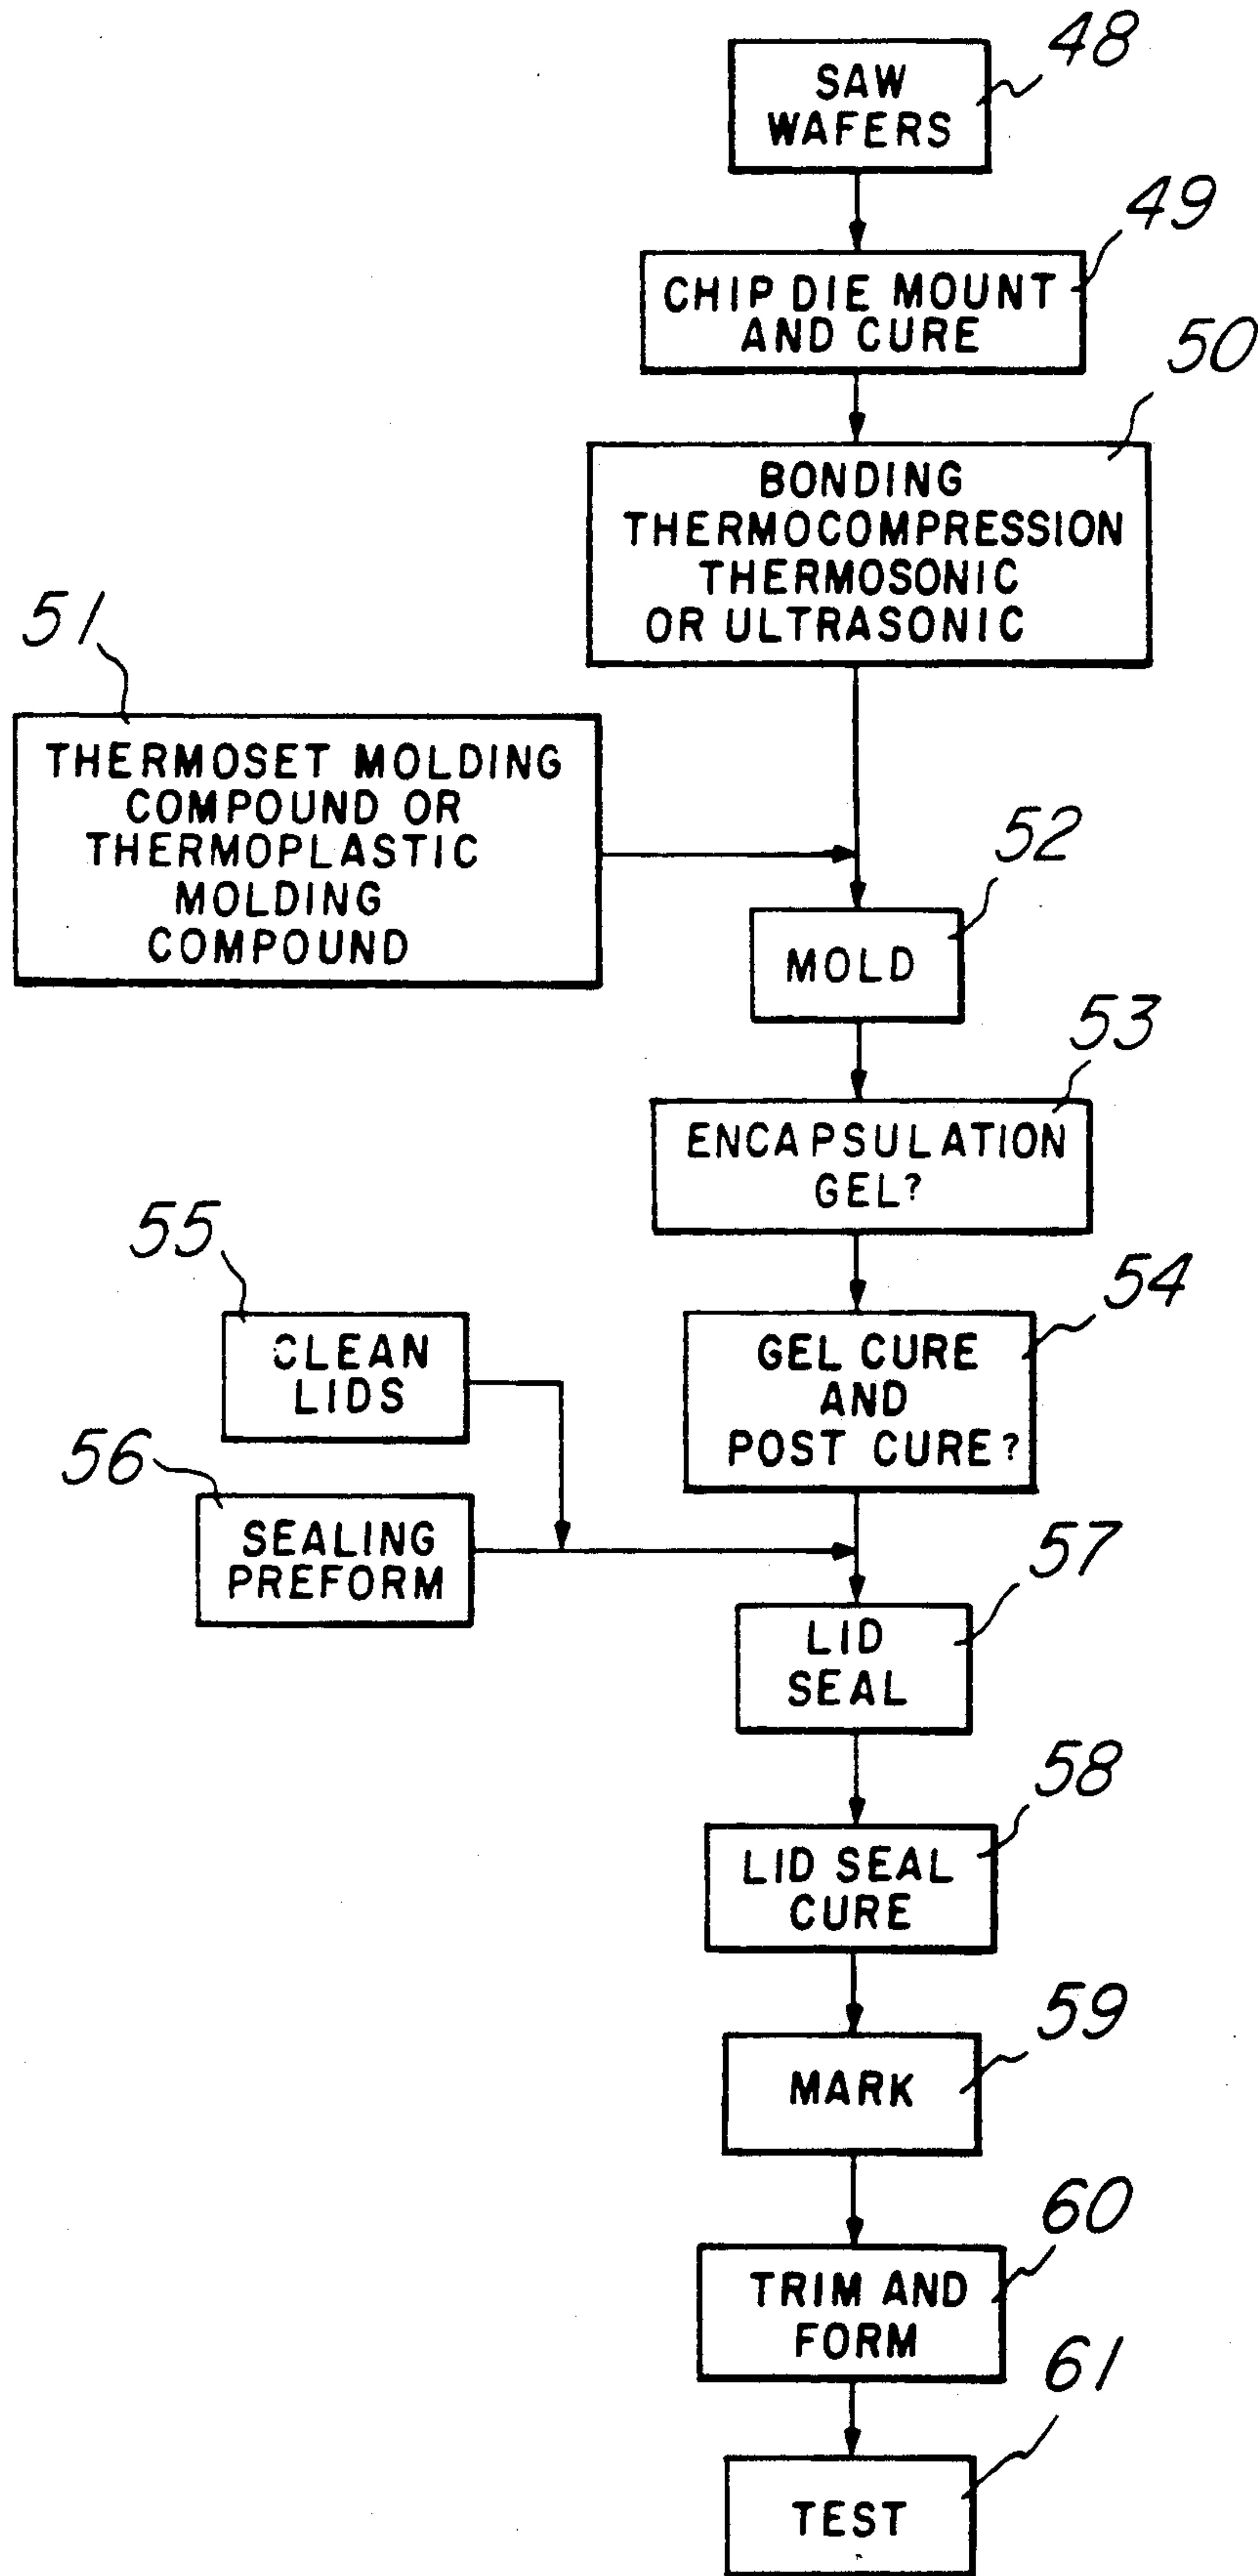 48
SAW
WAFERS
49
CHIP DIE MOUNT
AND CURE
50
BONDING
THERMOCOMPRESSION
THERMOSONIC
OR ULTRASONIC
51
THERMOSET MOLDING
COMPOUND OR
THERMOPLASTIC
MOLDING
COMPOUND
52
MOLD
53
ENCAPSULATION
GEL?
54
GEL CURE
AND
POST CURE?
55
CLEAN
LIDS
56
SEALING
PREFORM
57
LID
SEAL
58
LID SEAL
CURE
59
MARK
60
TRIM AND
FORM
61
TEST